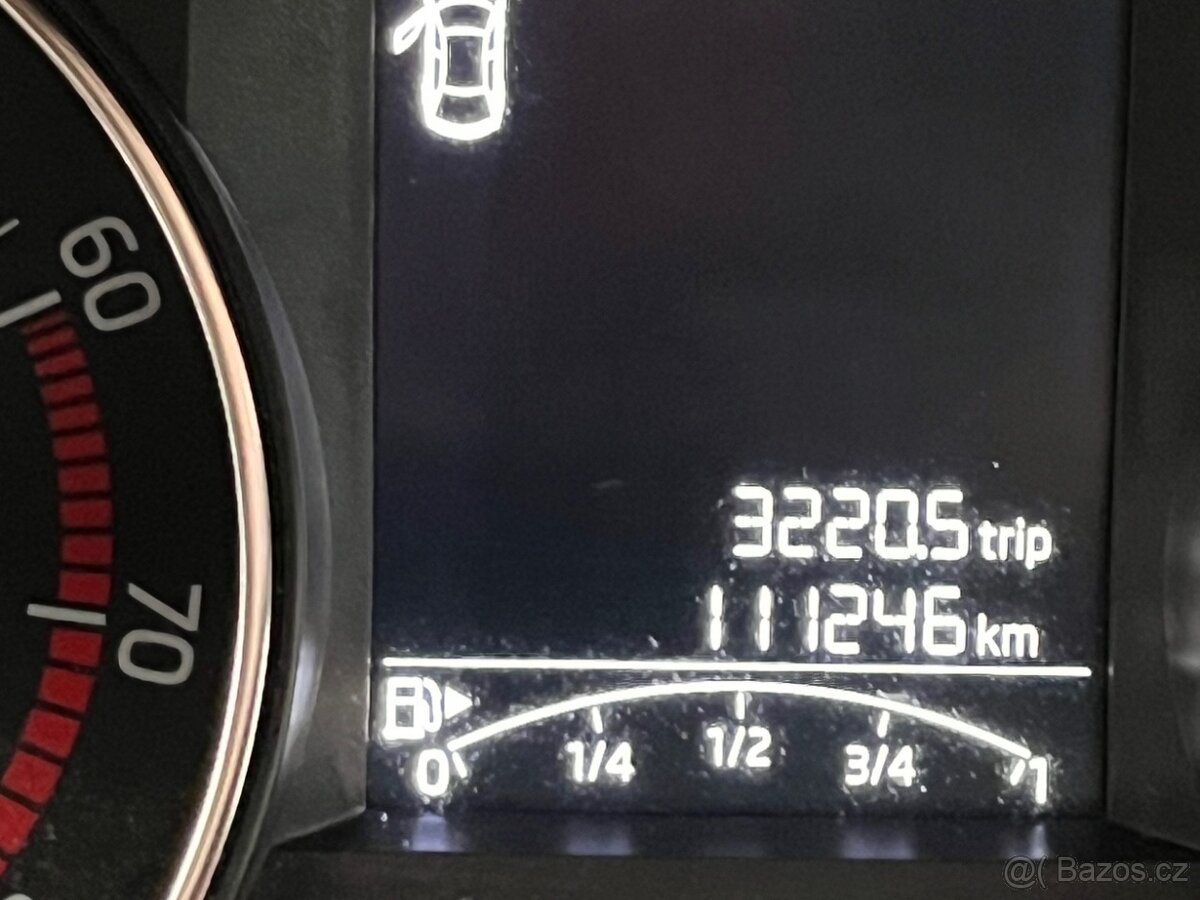 60
70
3220.5 trip
111246 km
0 1/4 1/2 3/4 1
@( Bazos.cz